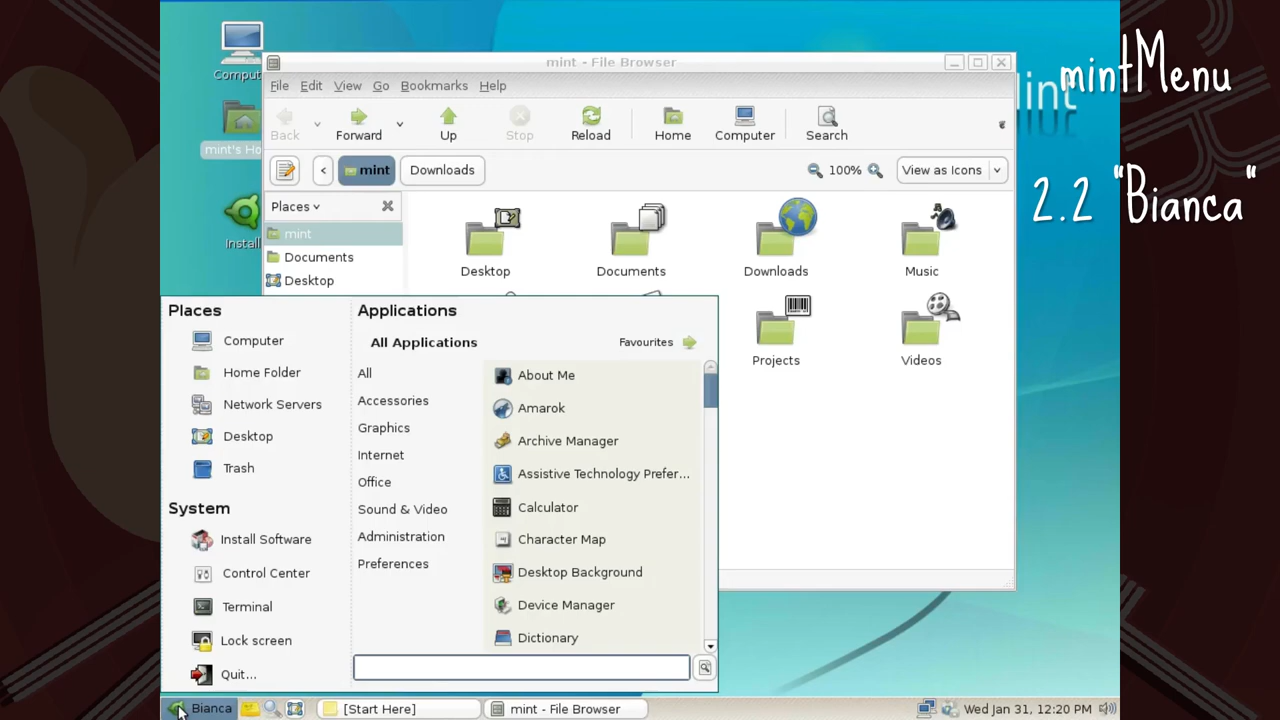 mintMenu
2.2 "Bianca"
Comput
mint's Ho
Install
Mint
mint - File Browser
File Edit View Go Bookmarks Help
Back Forward Up Stop Reload Home Computer Search
< mint Downloads 100% View as Icons
Places
mint
Documents
Desktop
Desktop Documents Downloads Music
Projects Videos
Places
Computer
Home Folder
Network Servers
Desktop
Trash
System
Install Software
Control Center
Terminal
Lock screen
Quit...
Applications
All Applications Favourites
All
Accessories
Graphics
Internet
Office
Sound & Video
Administration
Preferences
About Me
Amarok
Archive Manager
Assistive Technology Prefer...
Calculator
Character Map
Desktop Background
Device Manager
Dictionary
Bianca [Start Here] mint - File Browser Wed Jan 31, 12:20 PM